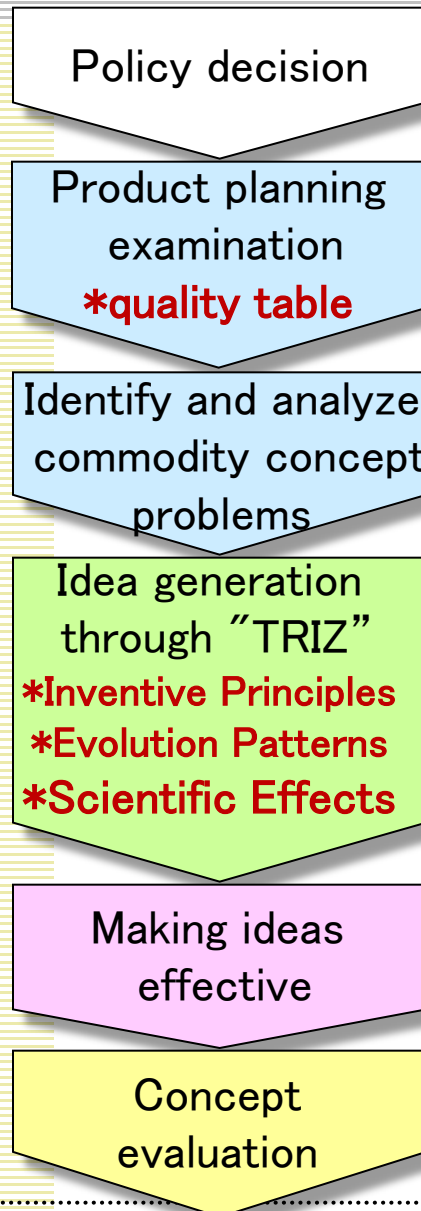 Policy decision
Product planning
examination
*quality table
Identify and analyze
commodity concept
problems
Idea generation
through "TRIZ”
*Inventive Principles
*Evolution Patterns
*Scientific Effects
Making ideas
effective
Concept
evaluation